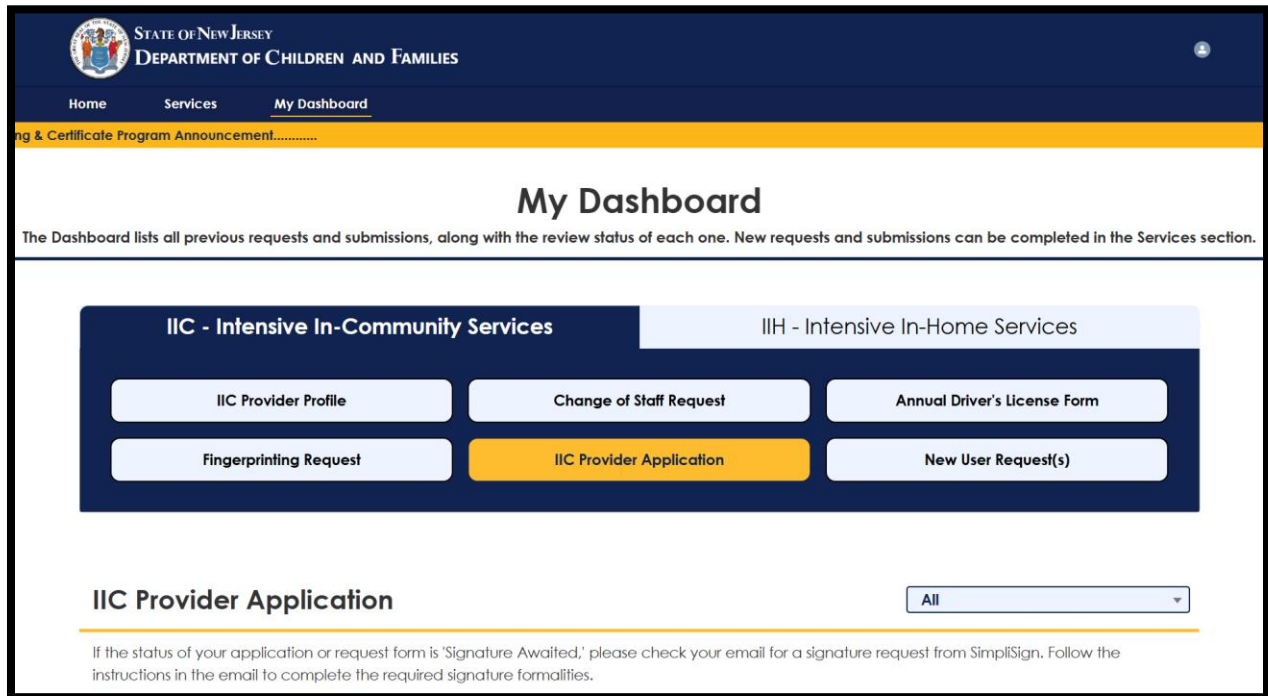 STATE OF NEW JERSEY
DEPARTMENT OF CHILDREN AND FAMILIES
Home Services My Dashboard
ng & Certificate Program Announcement............
My Dashboard
The Dashboard lists all previous requests and submissions, along with the review status of each one. New requests and submissions can be completed in the Services section.
IIC - Intensive In-Community Services IIH - Intensive In-Home Services
IIC Provider Profile Change of Staff Request Annual Driver's License Form
Fingerprinting Request IIC Provider Application New User Request(s)
IIC Provider Application All
If the status of your application or request form is 'Signature Awaited,' please check your email for a signature request from SimpliSign. Follow the
instructions in the email to complete the required signature formalities.